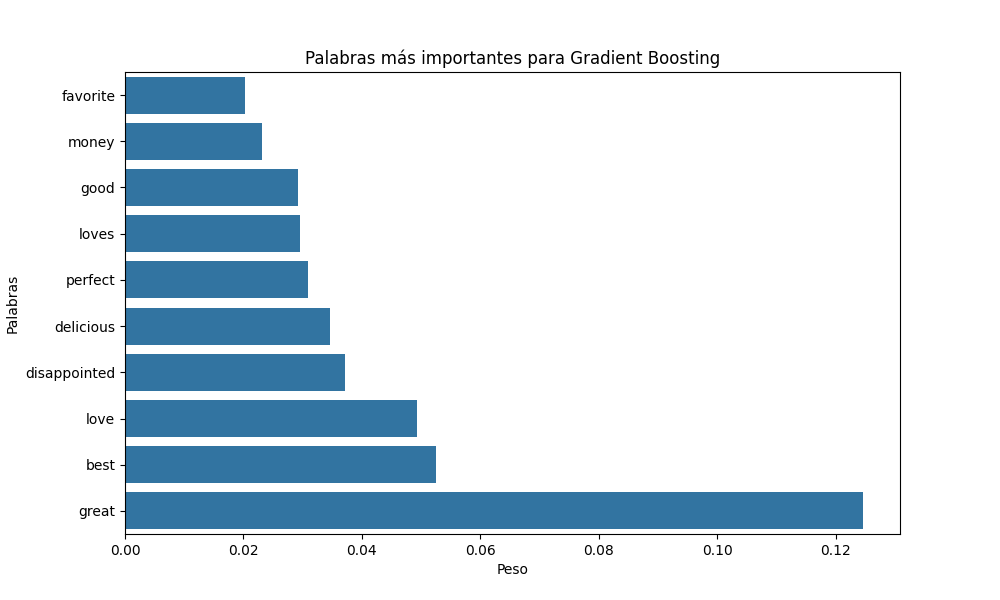 Palabras más importantes para Gradient Boosting
favorite
money
good
loves
perfect
delicious
disappointed
love
best
great
Palabras
0.00 0.02 0.04 0.06 0.08 0.10 0.12
Peso